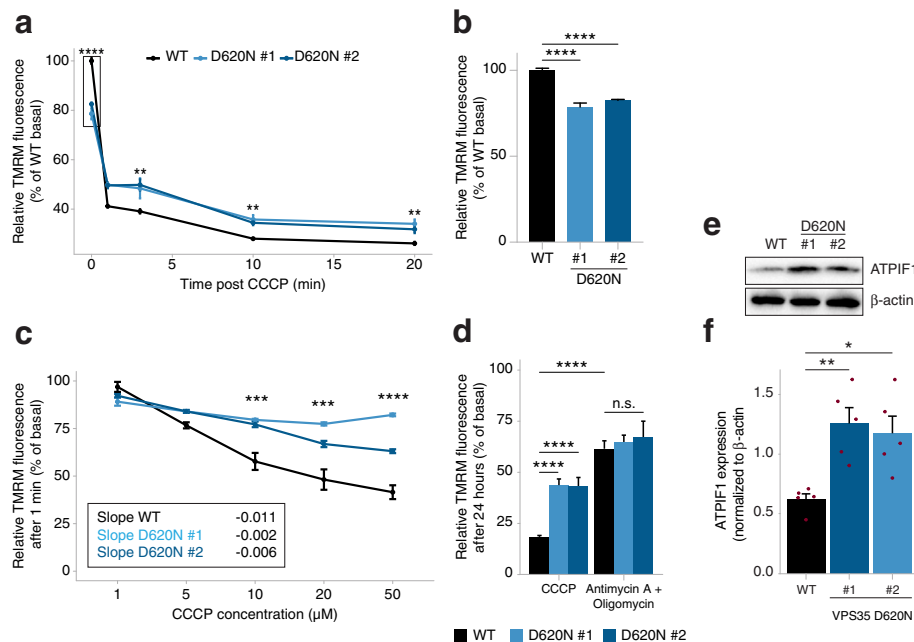 a
WT D620N #1 D620N #2
****
**
**
**
Relative TMRM fluorescence
(% of WT basal)
100
80
60
40
0 5 10 15 20
Time post CCCP (min)
b
****
****
Relative TMRM fluorescence
(% of WT basal)
100
75
50
25
0
WT #1 #2
D620N
c
*** *** ****
Relative TMRM fluorescence
after 1 min (% of basal)
100
75
50
25
0
Slope WT -0.011
Slope D620N #1 -0.002
Slope D620N #2 -0.006
1 5 10 20 50
CCCP concentration (µM)
d
****
n.s.
****
****
Relative TMRM fluorescence
after 24 hours (% of basal)
100
75
50
25
0
CCCP Antimycin A +
Oligomycin
WT D620N #1 D620N #2
e
D620N
WT #1 #2
ATPIF1
β-actin
f
*
**
ATPIF1 expression
(normalized to β-actin)
1.5
1.0
0.5
0.0
WT #1 #2
VPS35 D620N